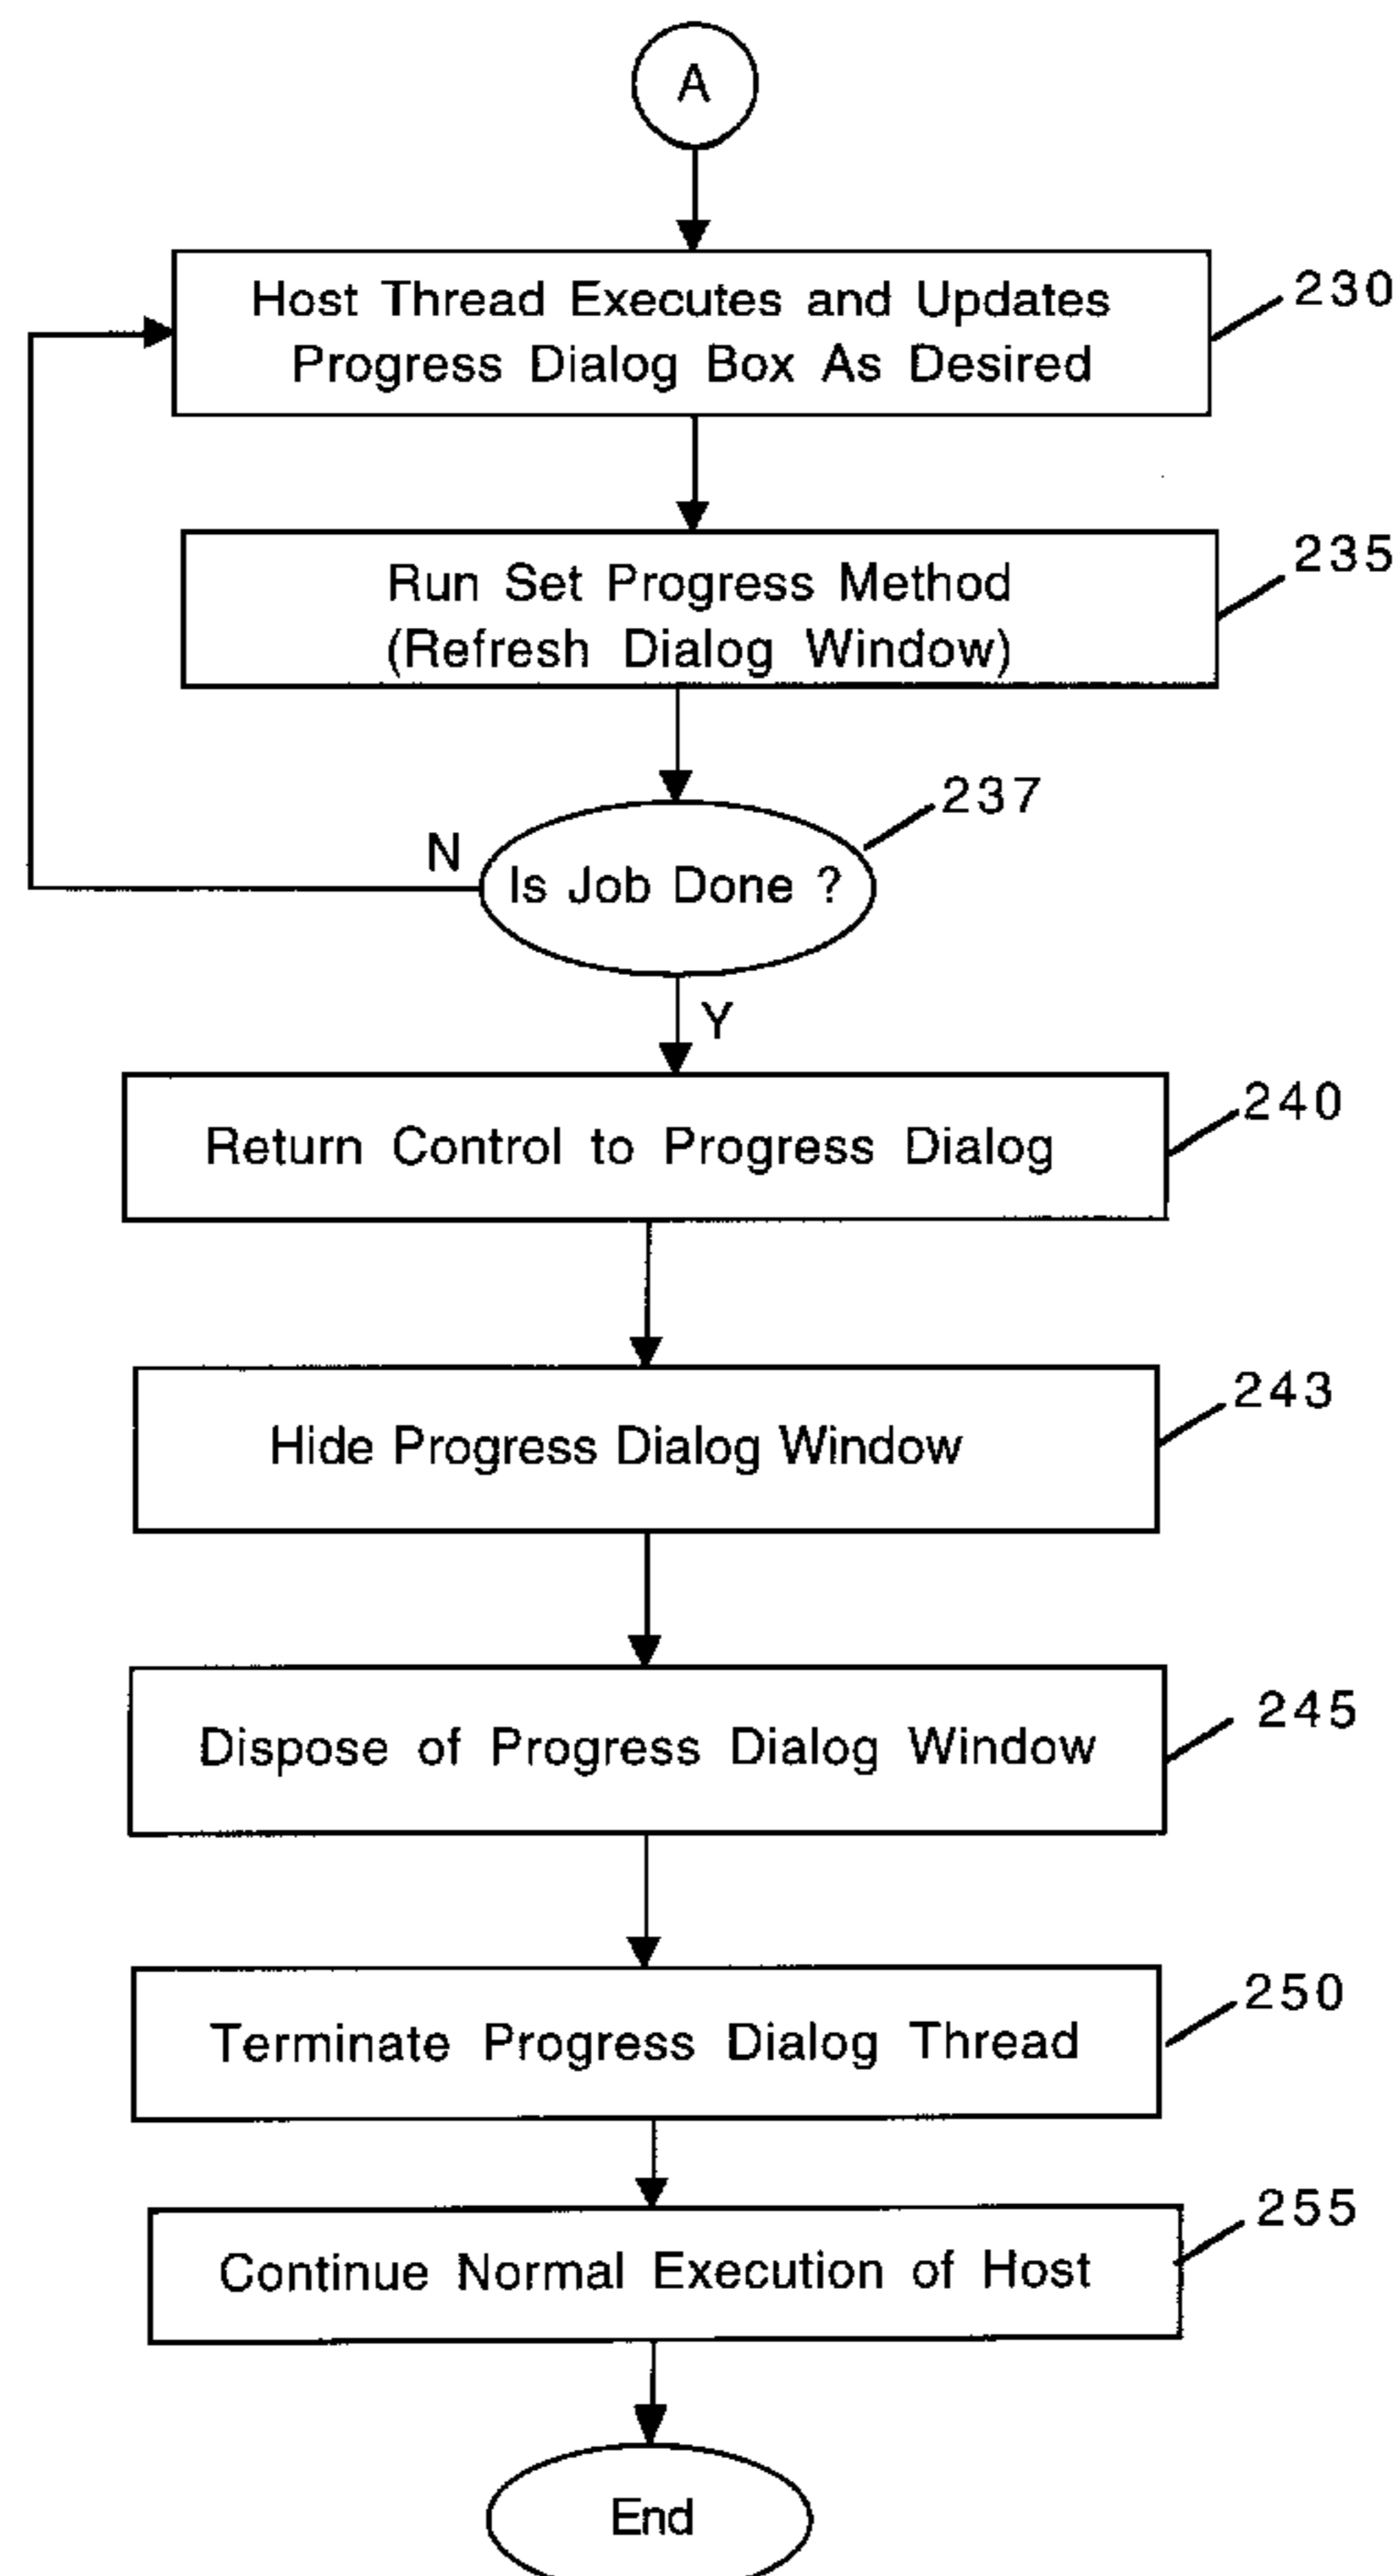 A
Host Thread Executes and Updates
Progress Dialog Box As Desired
230
Run Set Progress Method
(Refresh Dialog Window)
235
237
N
Is Job Done ?
Y
240
Return Control to Progress Dialog
243
Hide Progress Dialog Window
245
Dispose of Progress Dialog Window
250
Terminate Progress Dialog Thread
255
Continue Normal Execution of Host
End